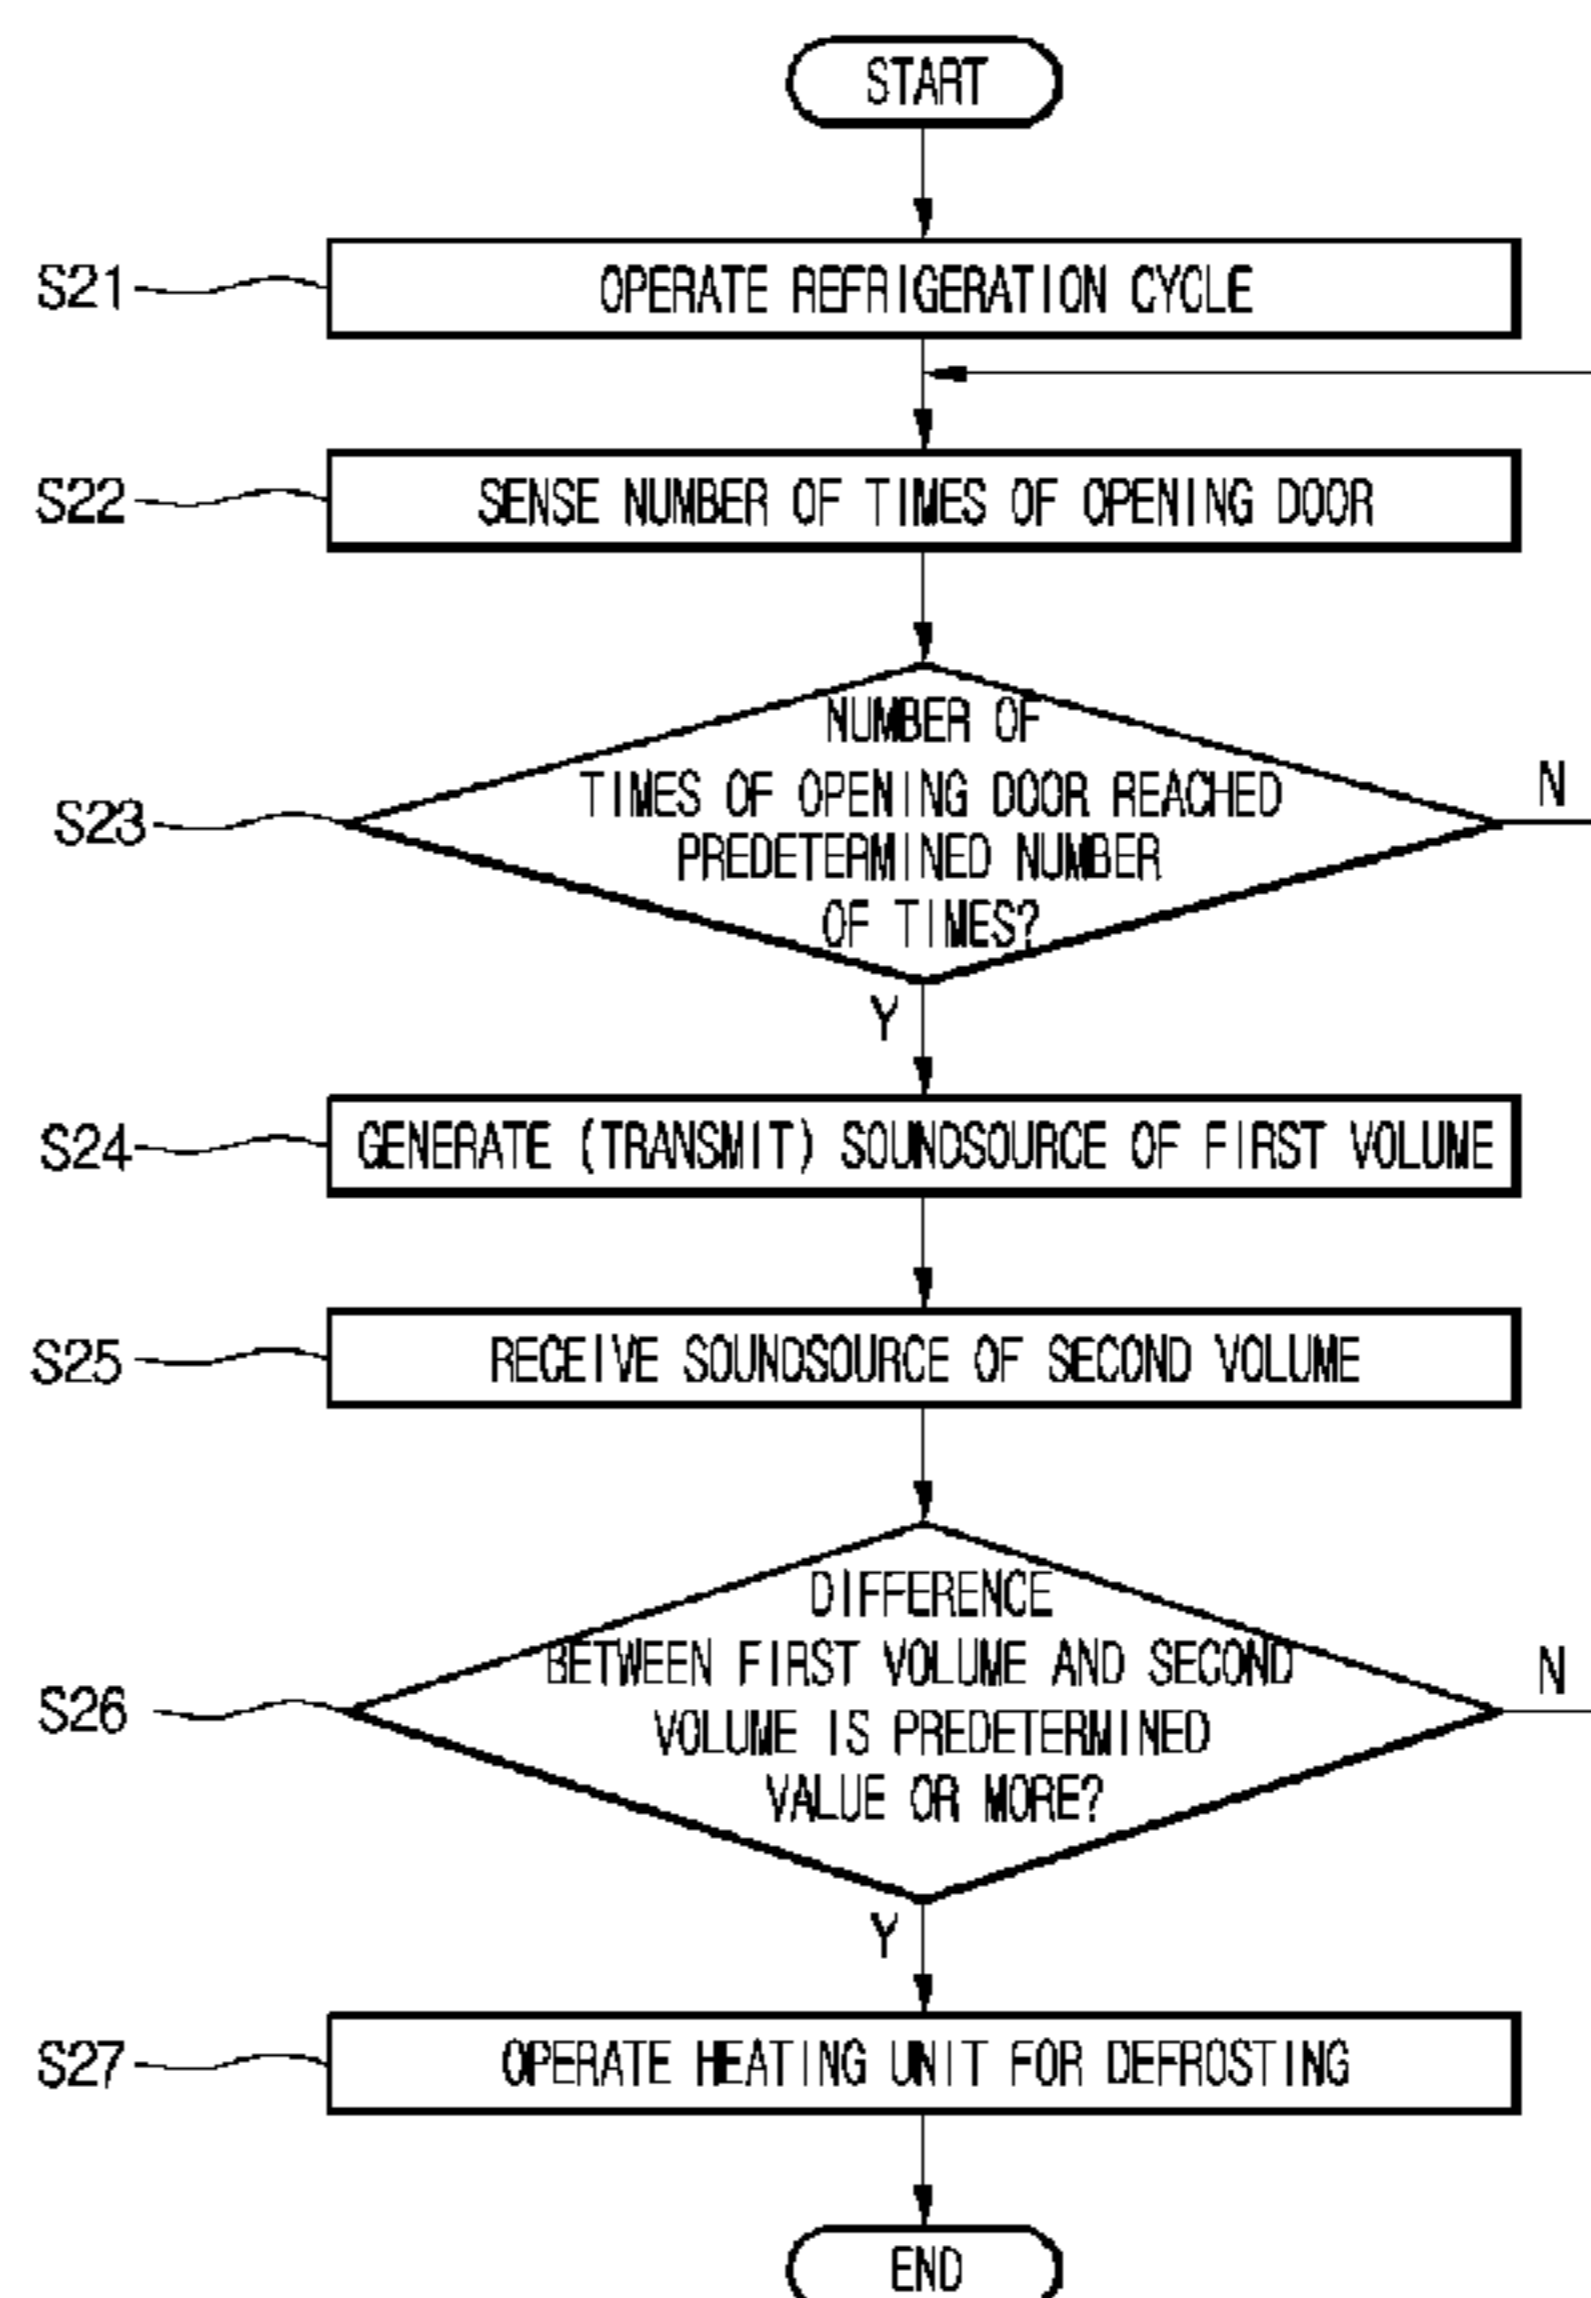 START
S21
OPERATE REFRIGERATION CYCLE
S22
SENSE NUMBER OF TIMES OF OPENING DOOR
S23
NUMBER OF
TIMES OF OPENING DOOR REACHED
PREDETERMINED NUMBER
OF TIMES?
N
Y
S24
GENERATE (TRANSMIT) SOUNDSOURCE OF FIRST VOLUME
S25
RECEIVE SOUNDSOURCE OF SECOND VOLUME
S26
DIFFERENCE
BETWEEN FIRST VOLUME AND SECOND
VOLUME IS PREDETERMINED
VALUE OR MORE?
N
Y
S27
OPERATE HEATING UNIT FOR DEFROSTING
END